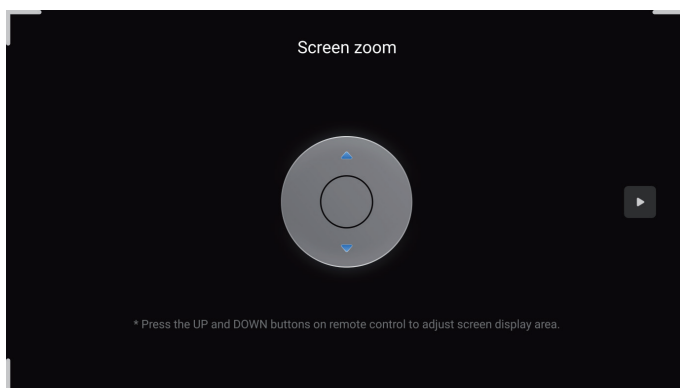 Screen zoom
* Press the UP and DOWN buttons on remote control to adjust screen display area.